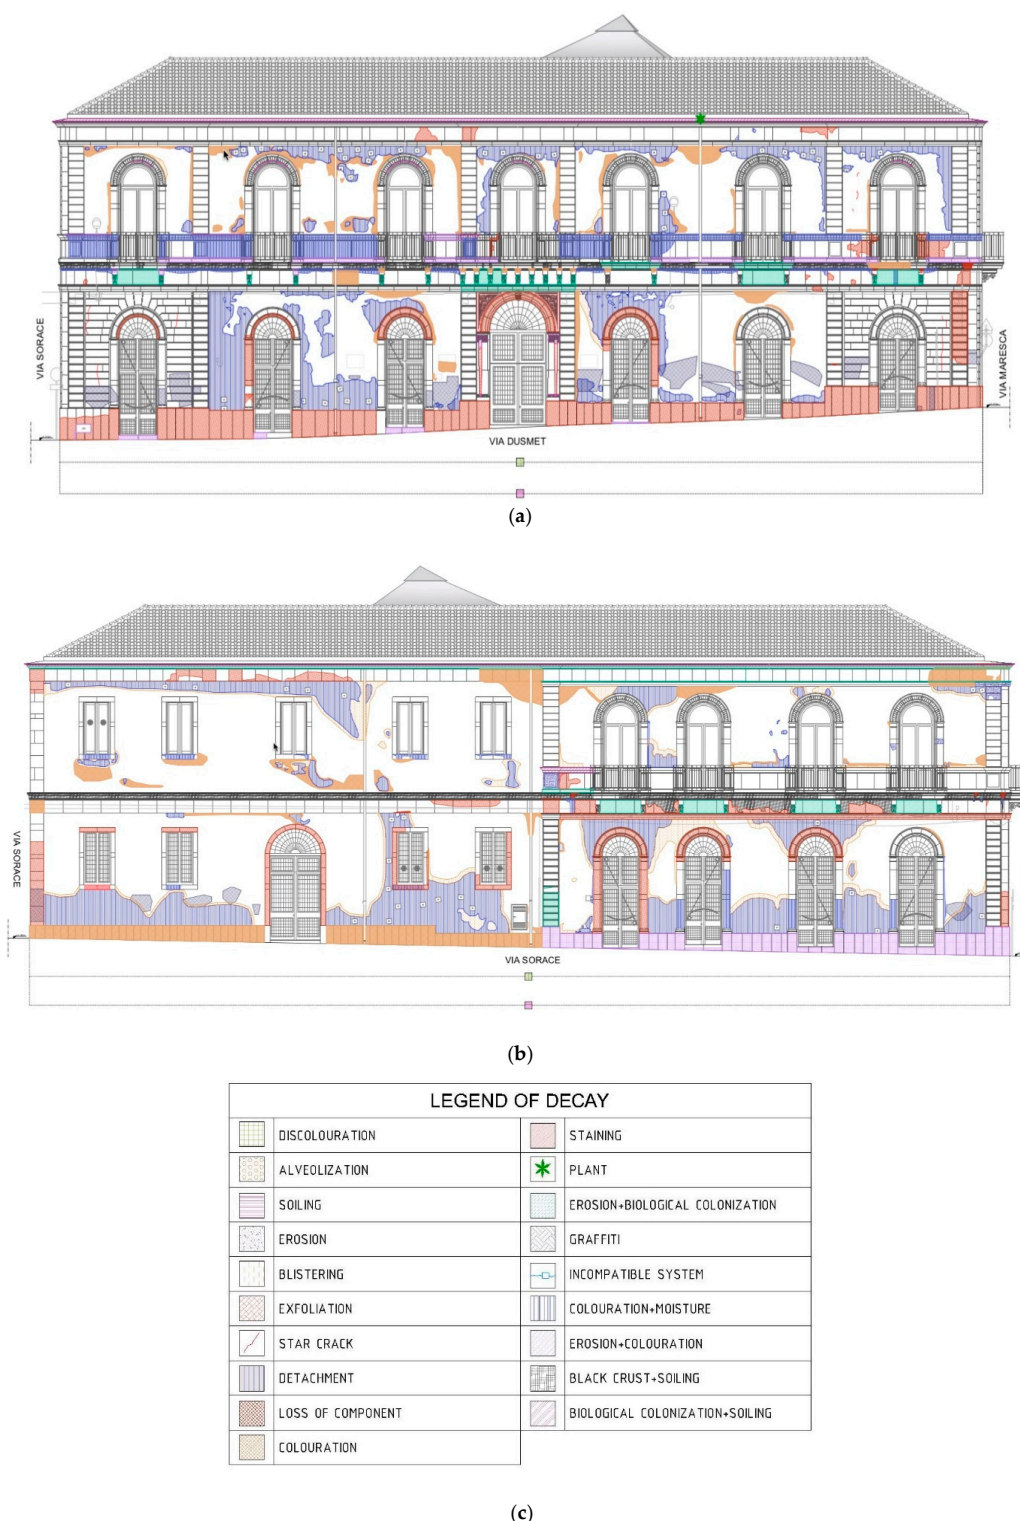 VIA SORACE
VIA MARESCA
VIA DUSMET
(a)
VIA SORACE
VIA SORACE
(b)
LEGEND OF DECAY
DISCOLOURATION
STAINING
ALVEOLIZATION
PLANT
SOILING
EROSION+BIOLOGICAL COLONIZATION
EROSION
GRAFFITI
BLISTERING
INCOMPATIBLE SYSTEM
EXFOLIATION
COLOURATION+MOISTURE
STAR CRACK
EROSION+COLOURATION
DETACHMENT
BLACK CRUST+SOILING
LOSS OF COMPONENT
BIOLOGICAL COLONIZATION+SOILING
COLOURATION
(c)